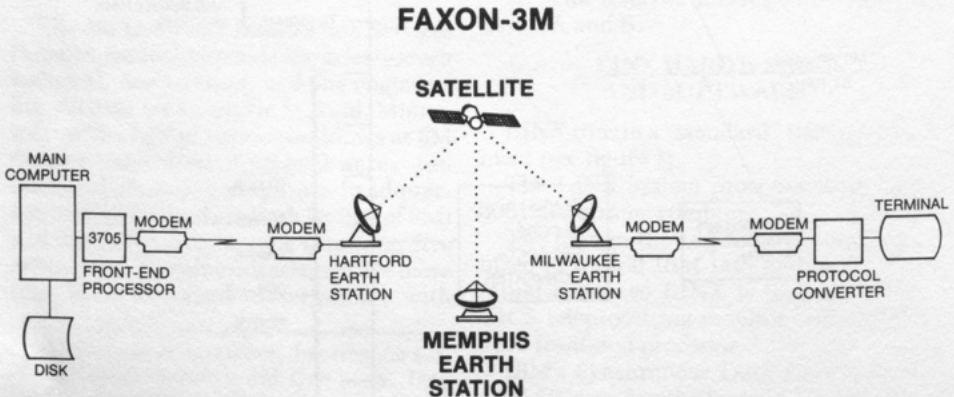 FAXON-3M
SATELLITE
MAIN
COMPUTER
3705
MODEM
FRONT-END
PROCESSOR
DISK
MODEM
HARTFORD
EARTH
STATION
MEMPHIS
EARTH
STATION
MILWAUKEE
EARTH
STATION
MODEM
MODEM
PROTOCOL
CONVERTER
TERMINAL